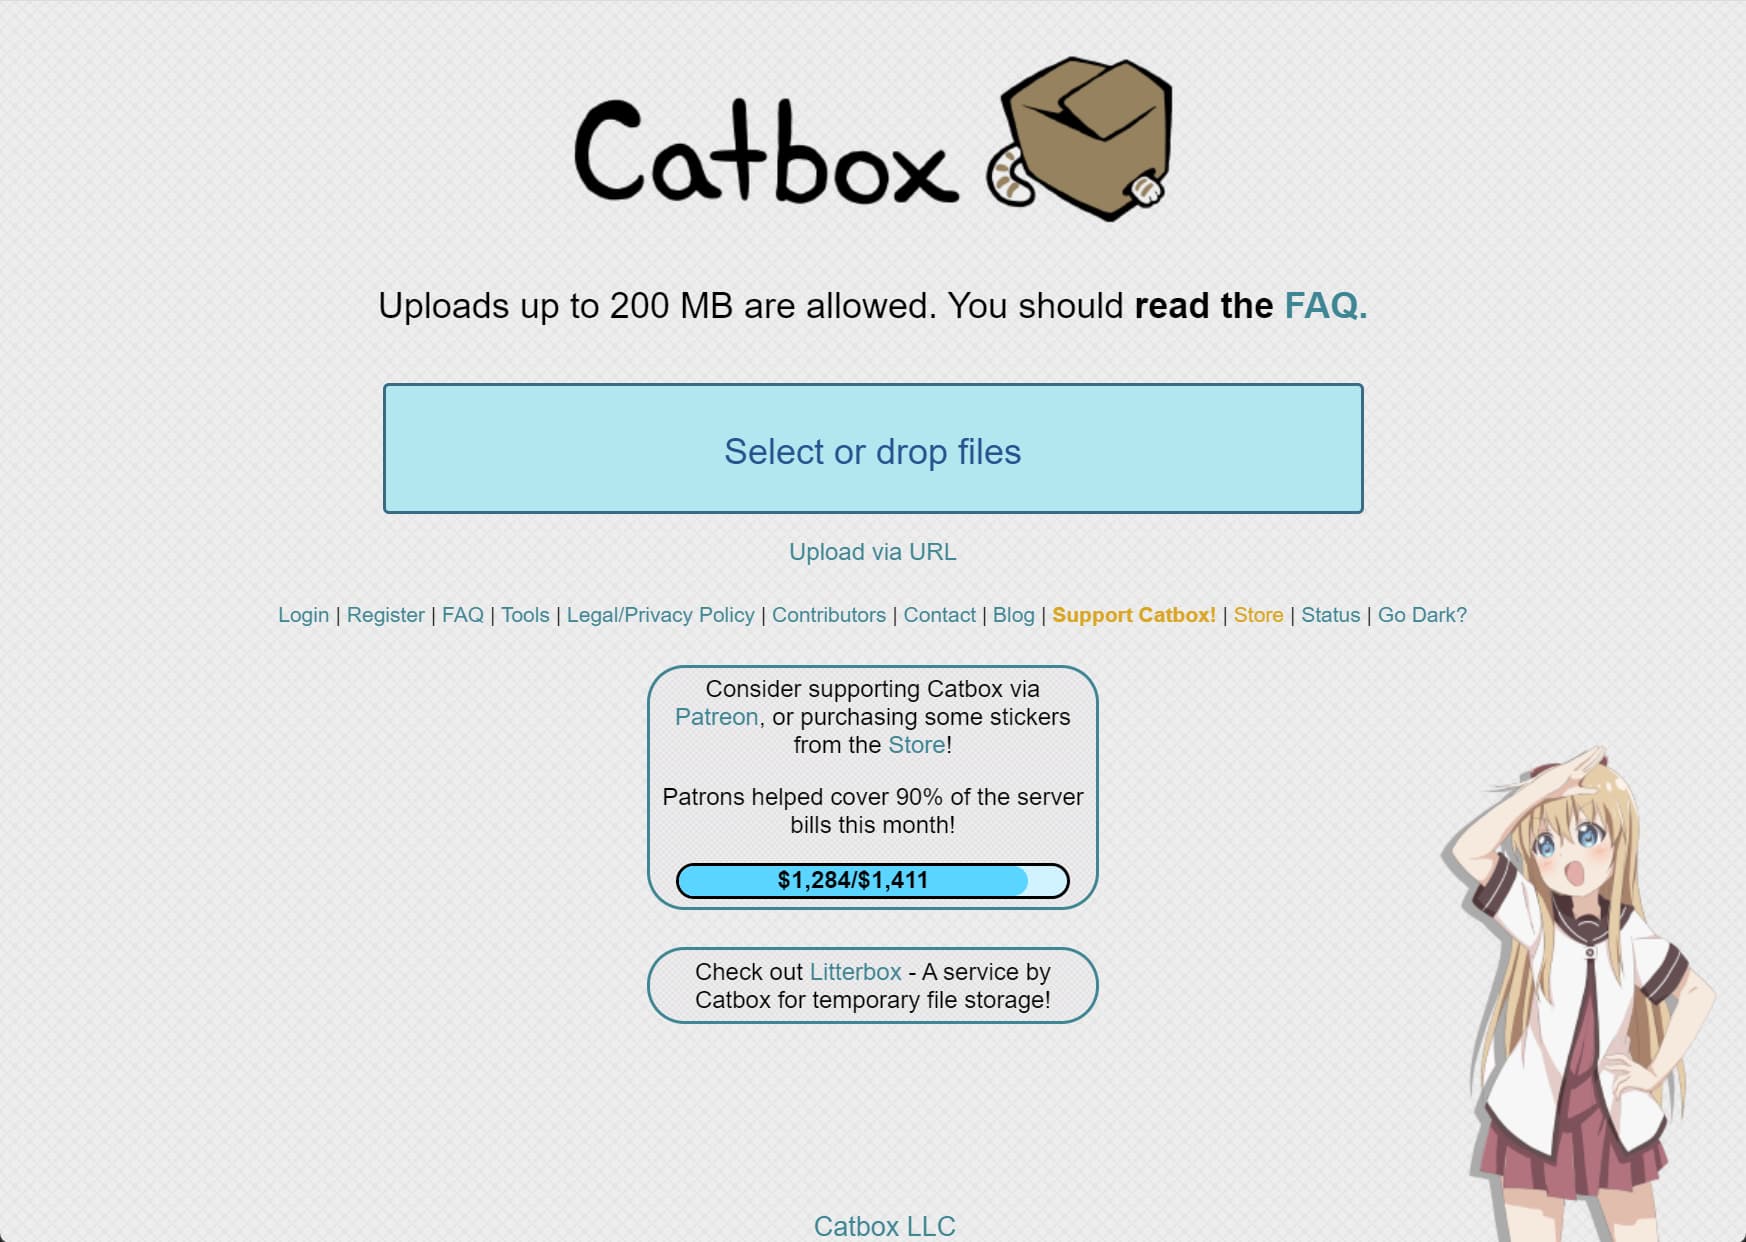 Catbox
Uploads up to 200 MB are allowed. You should read the FAQ.
Select or drop files
Upload via URL
Login | Register | FAQ | Tools | Legal/Privacy Policy | Contributors | Contact | Blog | Support Catbox! | Store | Status | Go Dark?
Consider supporting Catbox via
Patreon, or purchasing some stickers
from the Store!
Patrons helped cover 90% of the server
bills this month!
$1,284/$1,411
Check out Litterbox - A service by
Catbox for temporary file storage!
Catbox LLC